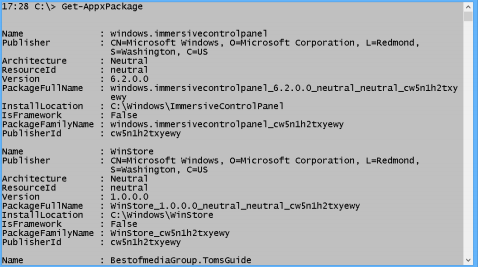 17:28 C:\> Get-AppxPackage
Name : windows.immersivecontrolpanel
Publisher : CN=Microsoft Windows, O=Microsoft Corporation, L=Redmond,
S=Washington, C=US
Architecture : Neutral
ResourceId : neutral
Version : 6.2.0.0
PackageFullName : windows.immersivecontrolpanel_6.2.0.0_neutral_neutral_cw5n1h2txy
ewy
InstallLocation : C:\Windows\ImmersiveControlPanel
IsFramework : False
PackageFamilyName : windows.immersivecontrolpanel_cw5n1h2txyewy
PublisherId : cw5n1h2txyewy
Name : WinStore
Publisher : CN=Microsoft Windows, O=Microsoft Corporation, L=Redmond,
S=Washington, C=US
Architecture : Neutral
ResourceId : neutral
Version : 1.0.0.0
PackageFullName : WinStore_1.0.0.0_neutral_neutral_cw5n1h2txyewy
InstallLocation : C:\Windows\WinStore
IsFramework : False
PackageFamilyName : WinStore_cw5n1h2txyewy
PublisherId : cw5n1h2txyewy
Name : BestofmediaGroup.TomsGuide